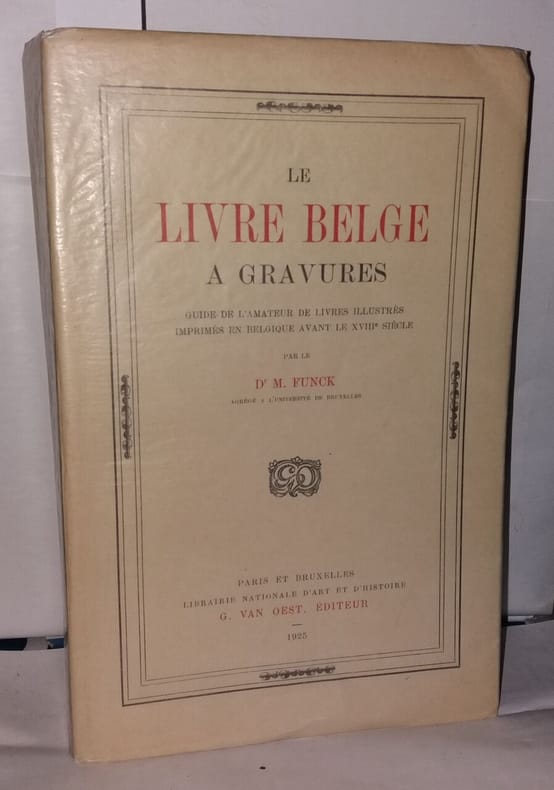 LE
LIVRE BELGE
A GRAVURES
GUIDE DE L'AMATEUR DE LIVRES ILLUSTRÉS
IMPRIMÉS EN BELGIQUE AVANT LE XVIIIe SIÈCLE
PAR LE
Dr M. FUNCK
AGRÉGÉ A L'UNIVERSITÉ DE BRUXELLES
PARIS ET BRUXELLES
LIBRAIRIE NATIONALE D'ART ET D'HISTOIRE
G. VAN OEST, ÉDITEUR
—
1925